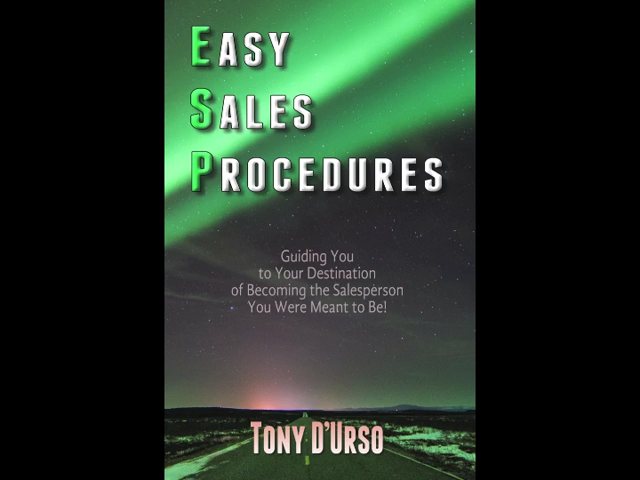 Easy
Sales
Procedures
Guiding You
to Your Destination
of Becoming the Salesperson
You Were Meant to Be!
Tony D'Urso